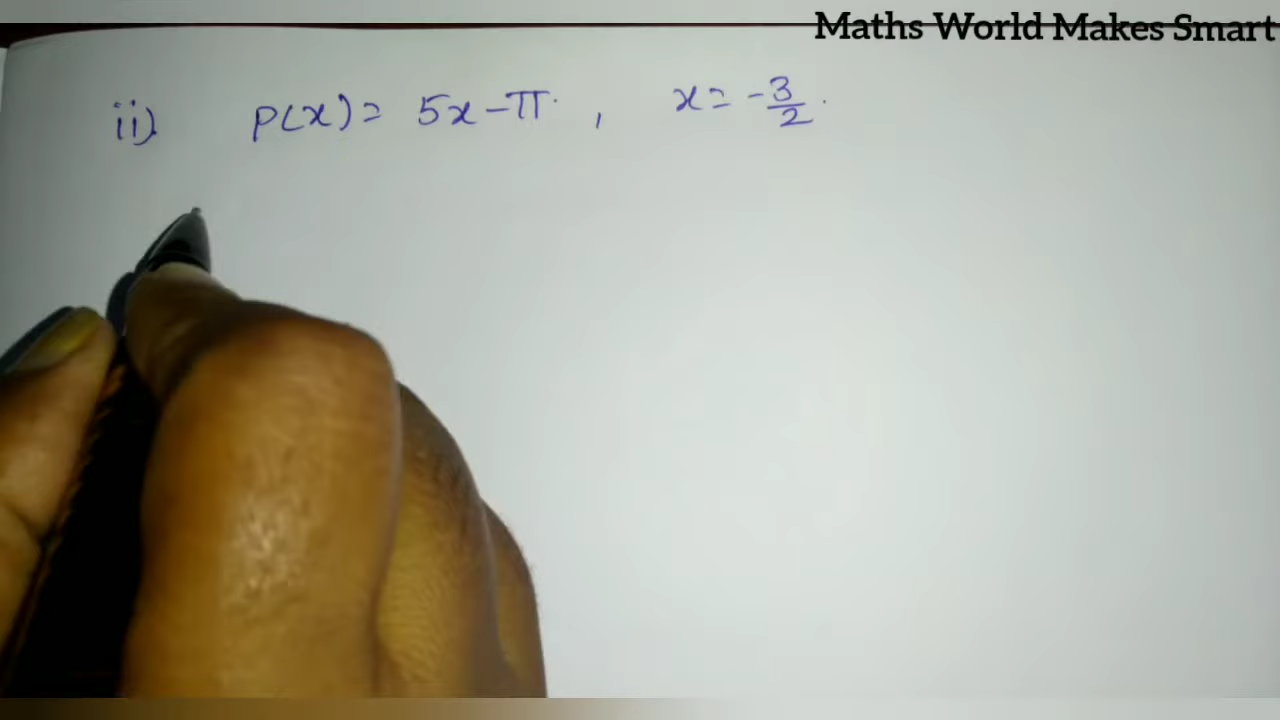 Maths World Makes Smart
ii) P(x) = 5x - π , x = -3/2.